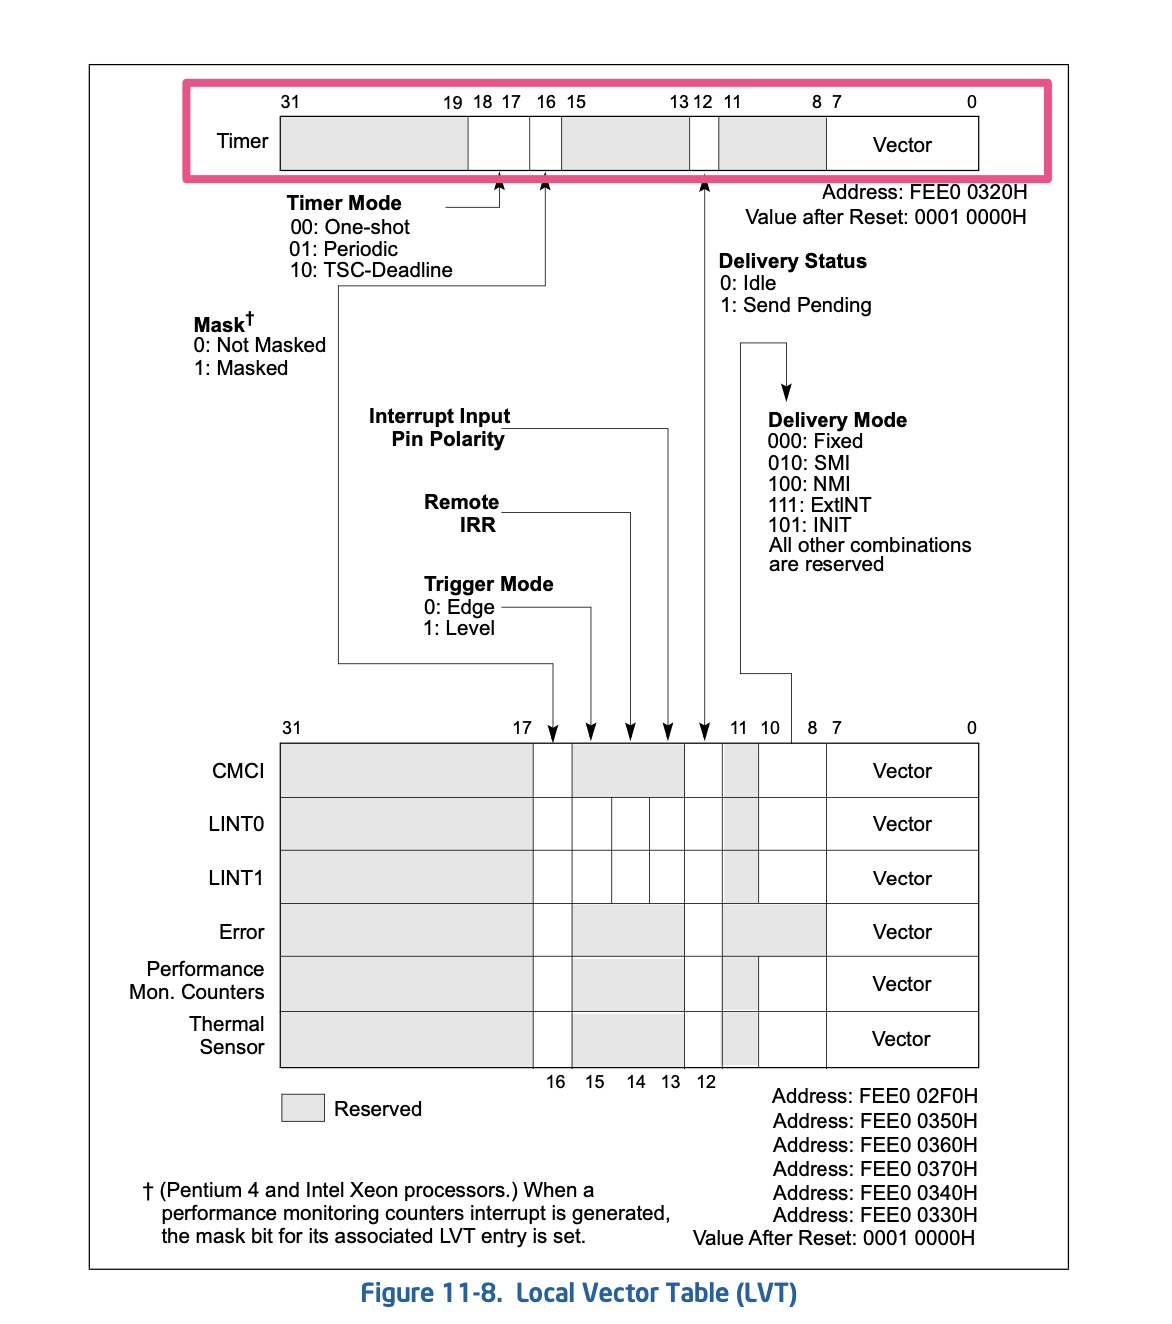 31 19 18 17 16 15 13 12 11 8 7 0
Timer Vector
Address: FEE0 0320H
Value after Reset: 0001 0000H
Timer Mode
00: One-shot
01: Periodic
10: TSC-Deadline
Delivery Status
0: Idle
1: Send Pending
Mask†
0: Not Masked
1: Masked
Interrupt Input
Pin Polarity
Delivery Mode
000: Fixed
010: SMI
100: NMI
111: ExtINT
101: INIT
All other combinations
are reserved
Remote
IRR
Trigger Mode
0: Edge
1: Level
31 17 11 10 8 7 0
CMCI Vector
LINT0 Vector
LINT1 Vector
Error Vector
Performance
Mon. Counters Vector
Thermal
Sensor Vector
16 15 14 13 12
Reserved
Address: FEE0 02F0H
Address: FEE0 0350H
Address: FEE0 0360H
Address: FEE0 0370H
Address: FEE0 0340H
Address: FEE0 0330H
Value After Reset: 0001 0000H
† (Pentium 4 and Intel Xeon processors.) When a
performance monitoring counters interrupt is generated,
the mask bit for its associated LVT entry is set.
Figure 11-8. Local Vector Table (LVT)